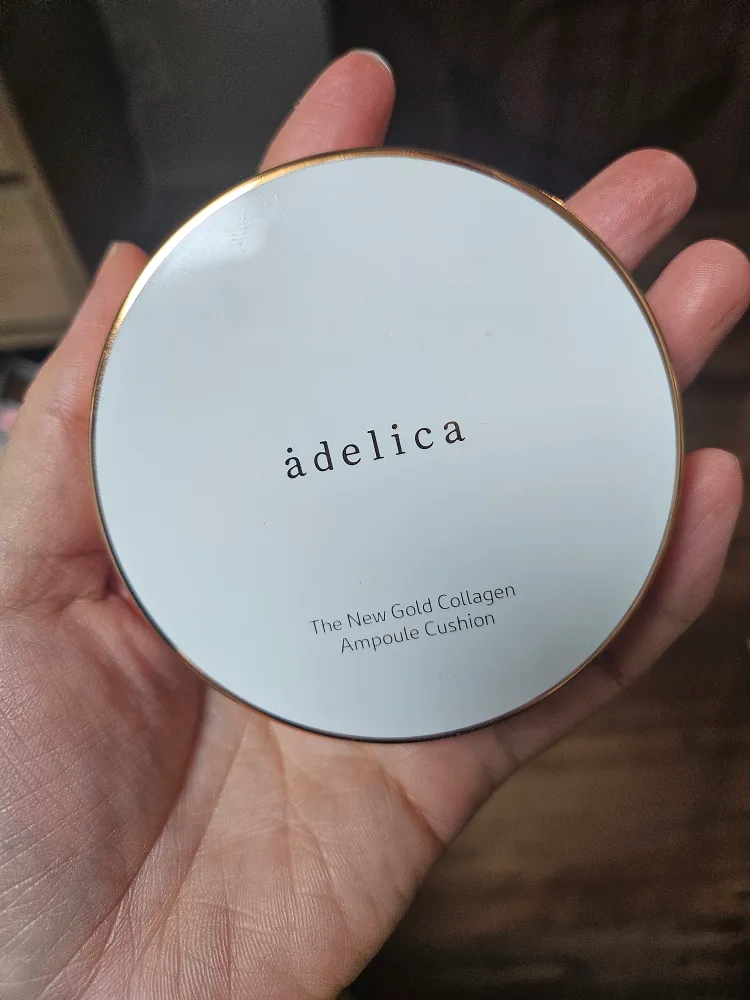 ȧdelica
The New Gold Collagen
Ampoule Cushion